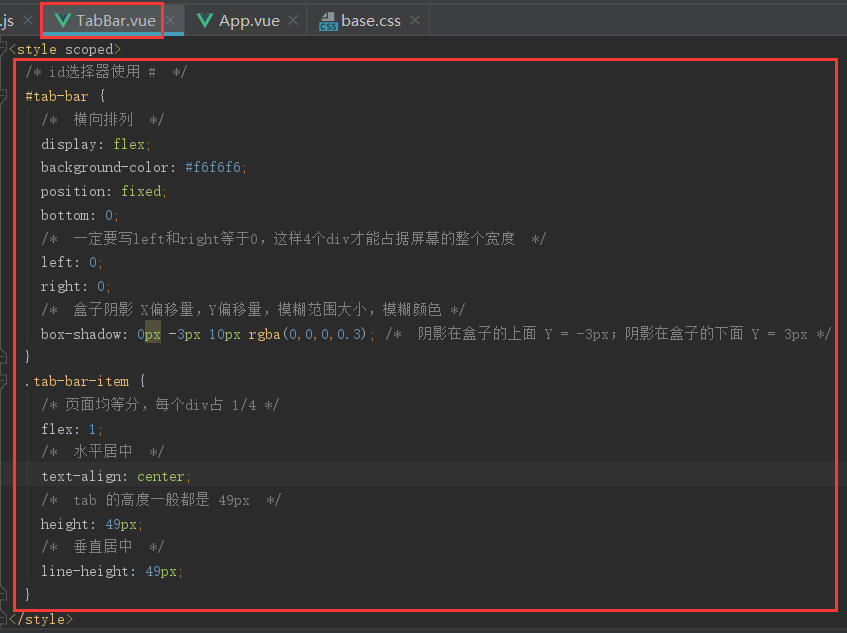 .js × TabBar.vue × App.vue × CSS base.css ×
<style scoped>
/* id选择器使用 # */
#tab-bar {
/* 横向排列 */
display: flex;
background-color: #f6f6f6;
position: fixed;
bottom: 0;
/* 一定要写left和right等于0，这样4个div才能占据屏幕的整个宽度 */
left: 0;
right: 0;
/* 盒子阴影 X偏移量，Y偏移量，模糊范围大小，模糊颜色 */
box-shadow: 0px -3px 10px rgba(0,0,0,0.3); /* 阴影在盒子的上面 Y = -3px；阴影在盒子的下面 Y = 3px */
}
.tab-bar-item {
/* 页面均等分，每个div占 1/4 */
flex: 1;
/* 水平居中 */
text-align: center;
/* tab 的高度一般都是 49px */
height: 49px;
/* 垂直居中 */
line-height: 49px;
}
</style>